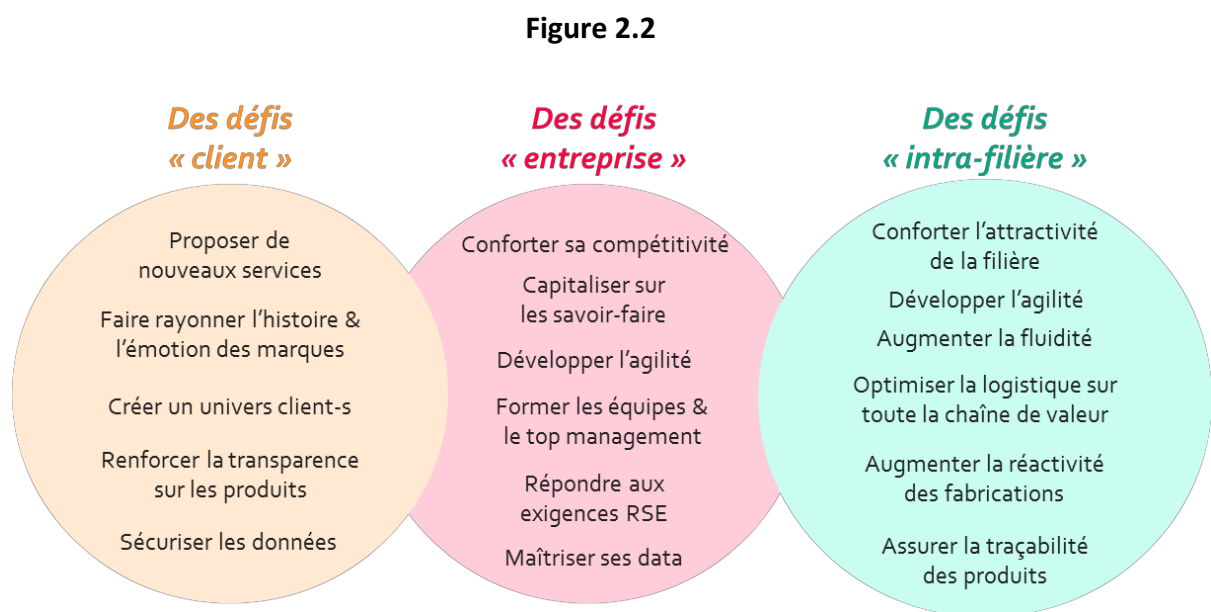 Figure 2.2
Des défis
« client »
Proposer de
nouveaux services
Faire rayonner l’histoire &
l’émotion des marques
Créer un univers client-s
Renforcer la transparence
sur les produits
Sécuriser les données
Des défis
« entreprise »
Conforter sa compétitivité
Capitaliser sur
les savoir-faire
Développer l’agilité
Former les équipes &
le top management
Répondre aux
exigences RSE
Maîtriser ses data
Des défis
« intra-filière »
Conforter l’attractivité
de la filière
Développer l’agilité
Augmenter la fluidité
Optimiser la logistique sur
toute la chaîne de valeur
Augmenter la réactivité
des fabrications
Assurer la traçabilité
des produits